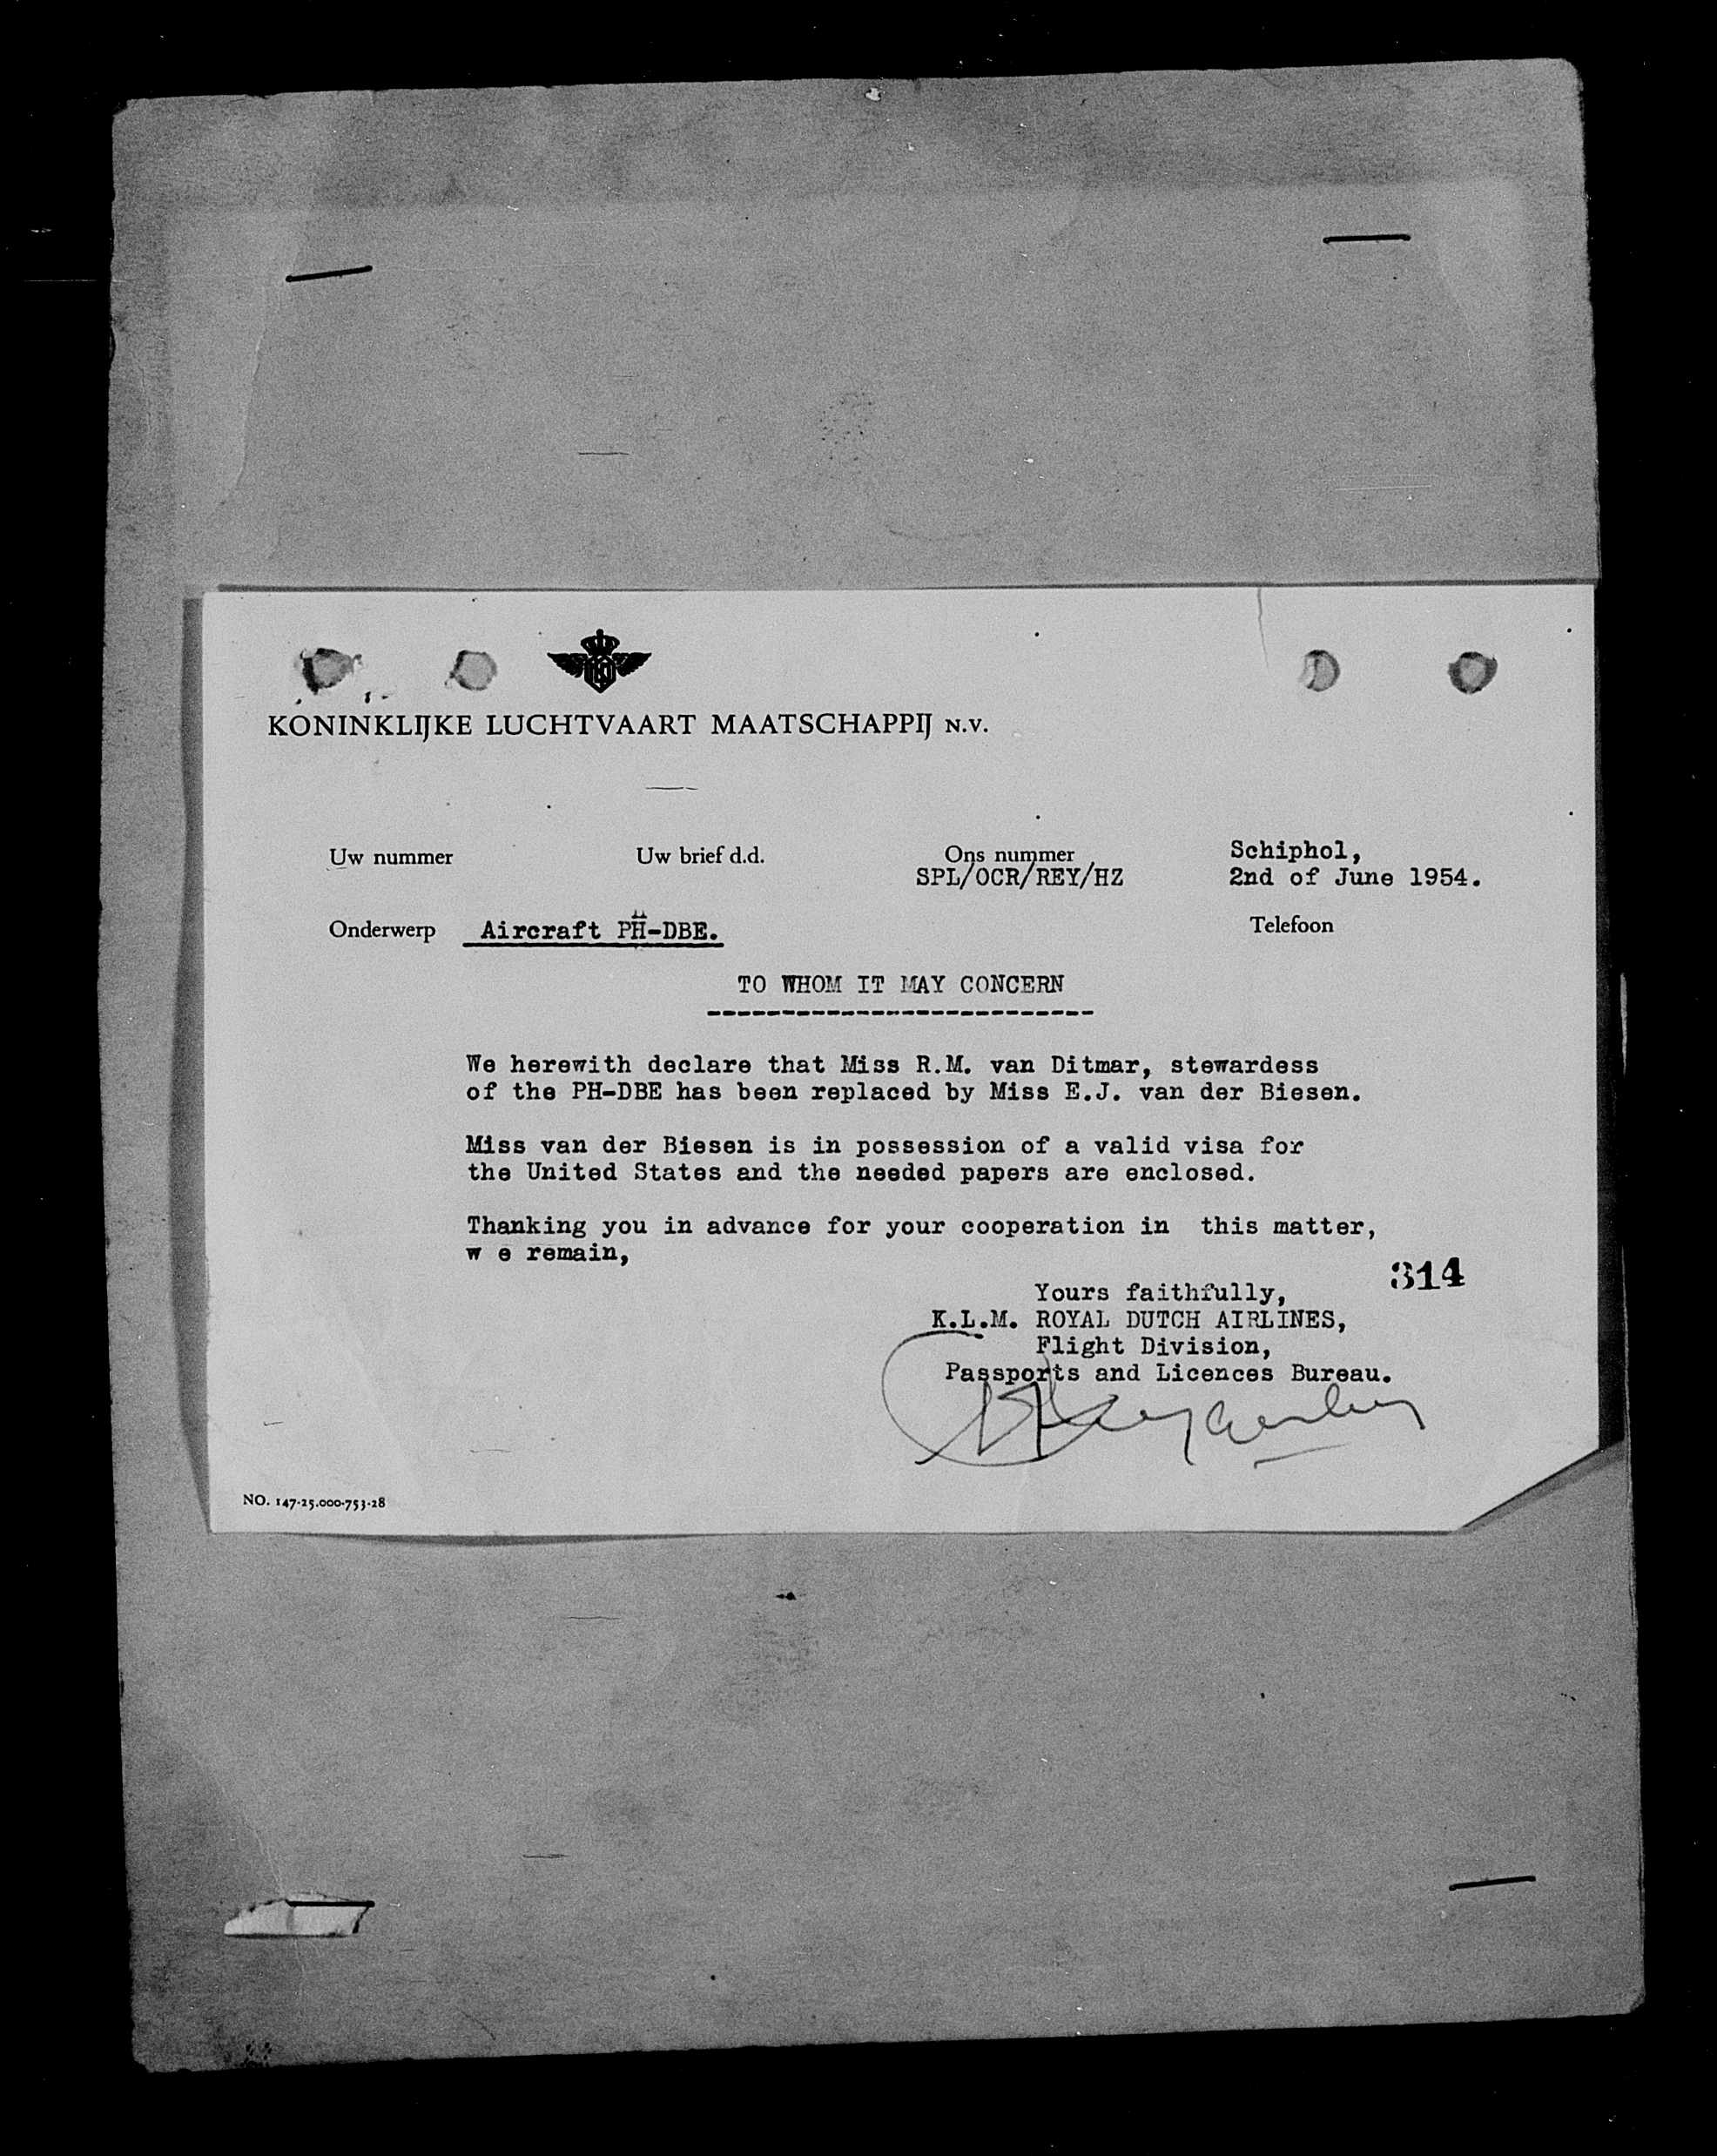 KONINKLIJKE LUCHTVAART MAATSCHAPPIJ N.V.
Uw nummer
Uw brief d.d.
Ons nummer
SPL/OCR/REY/HZ
Schiphol,
2nd of June 1954.
Onderwerp Aircraft PH-DBE.
Telefoon
TO WHOM IT MAY CONCERN
--------------------------
We herewith declare that Miss R.M. van Ditmar, stewardess
of the PH-DBE has been replaced by Miss E.J. van der Biesen.
Miss van der Biesen is in possession of a valid visa for
the United States and the needed papers are enclosed.
Thanking you in advance for your cooperation in this matter,
w e remain,
314
Yours faithfully,
K.L.M. ROYAL DUTCH AIRLINES,
Flight Division,
Passports and Licences Bureau.
NO. 147-25.000-753-28